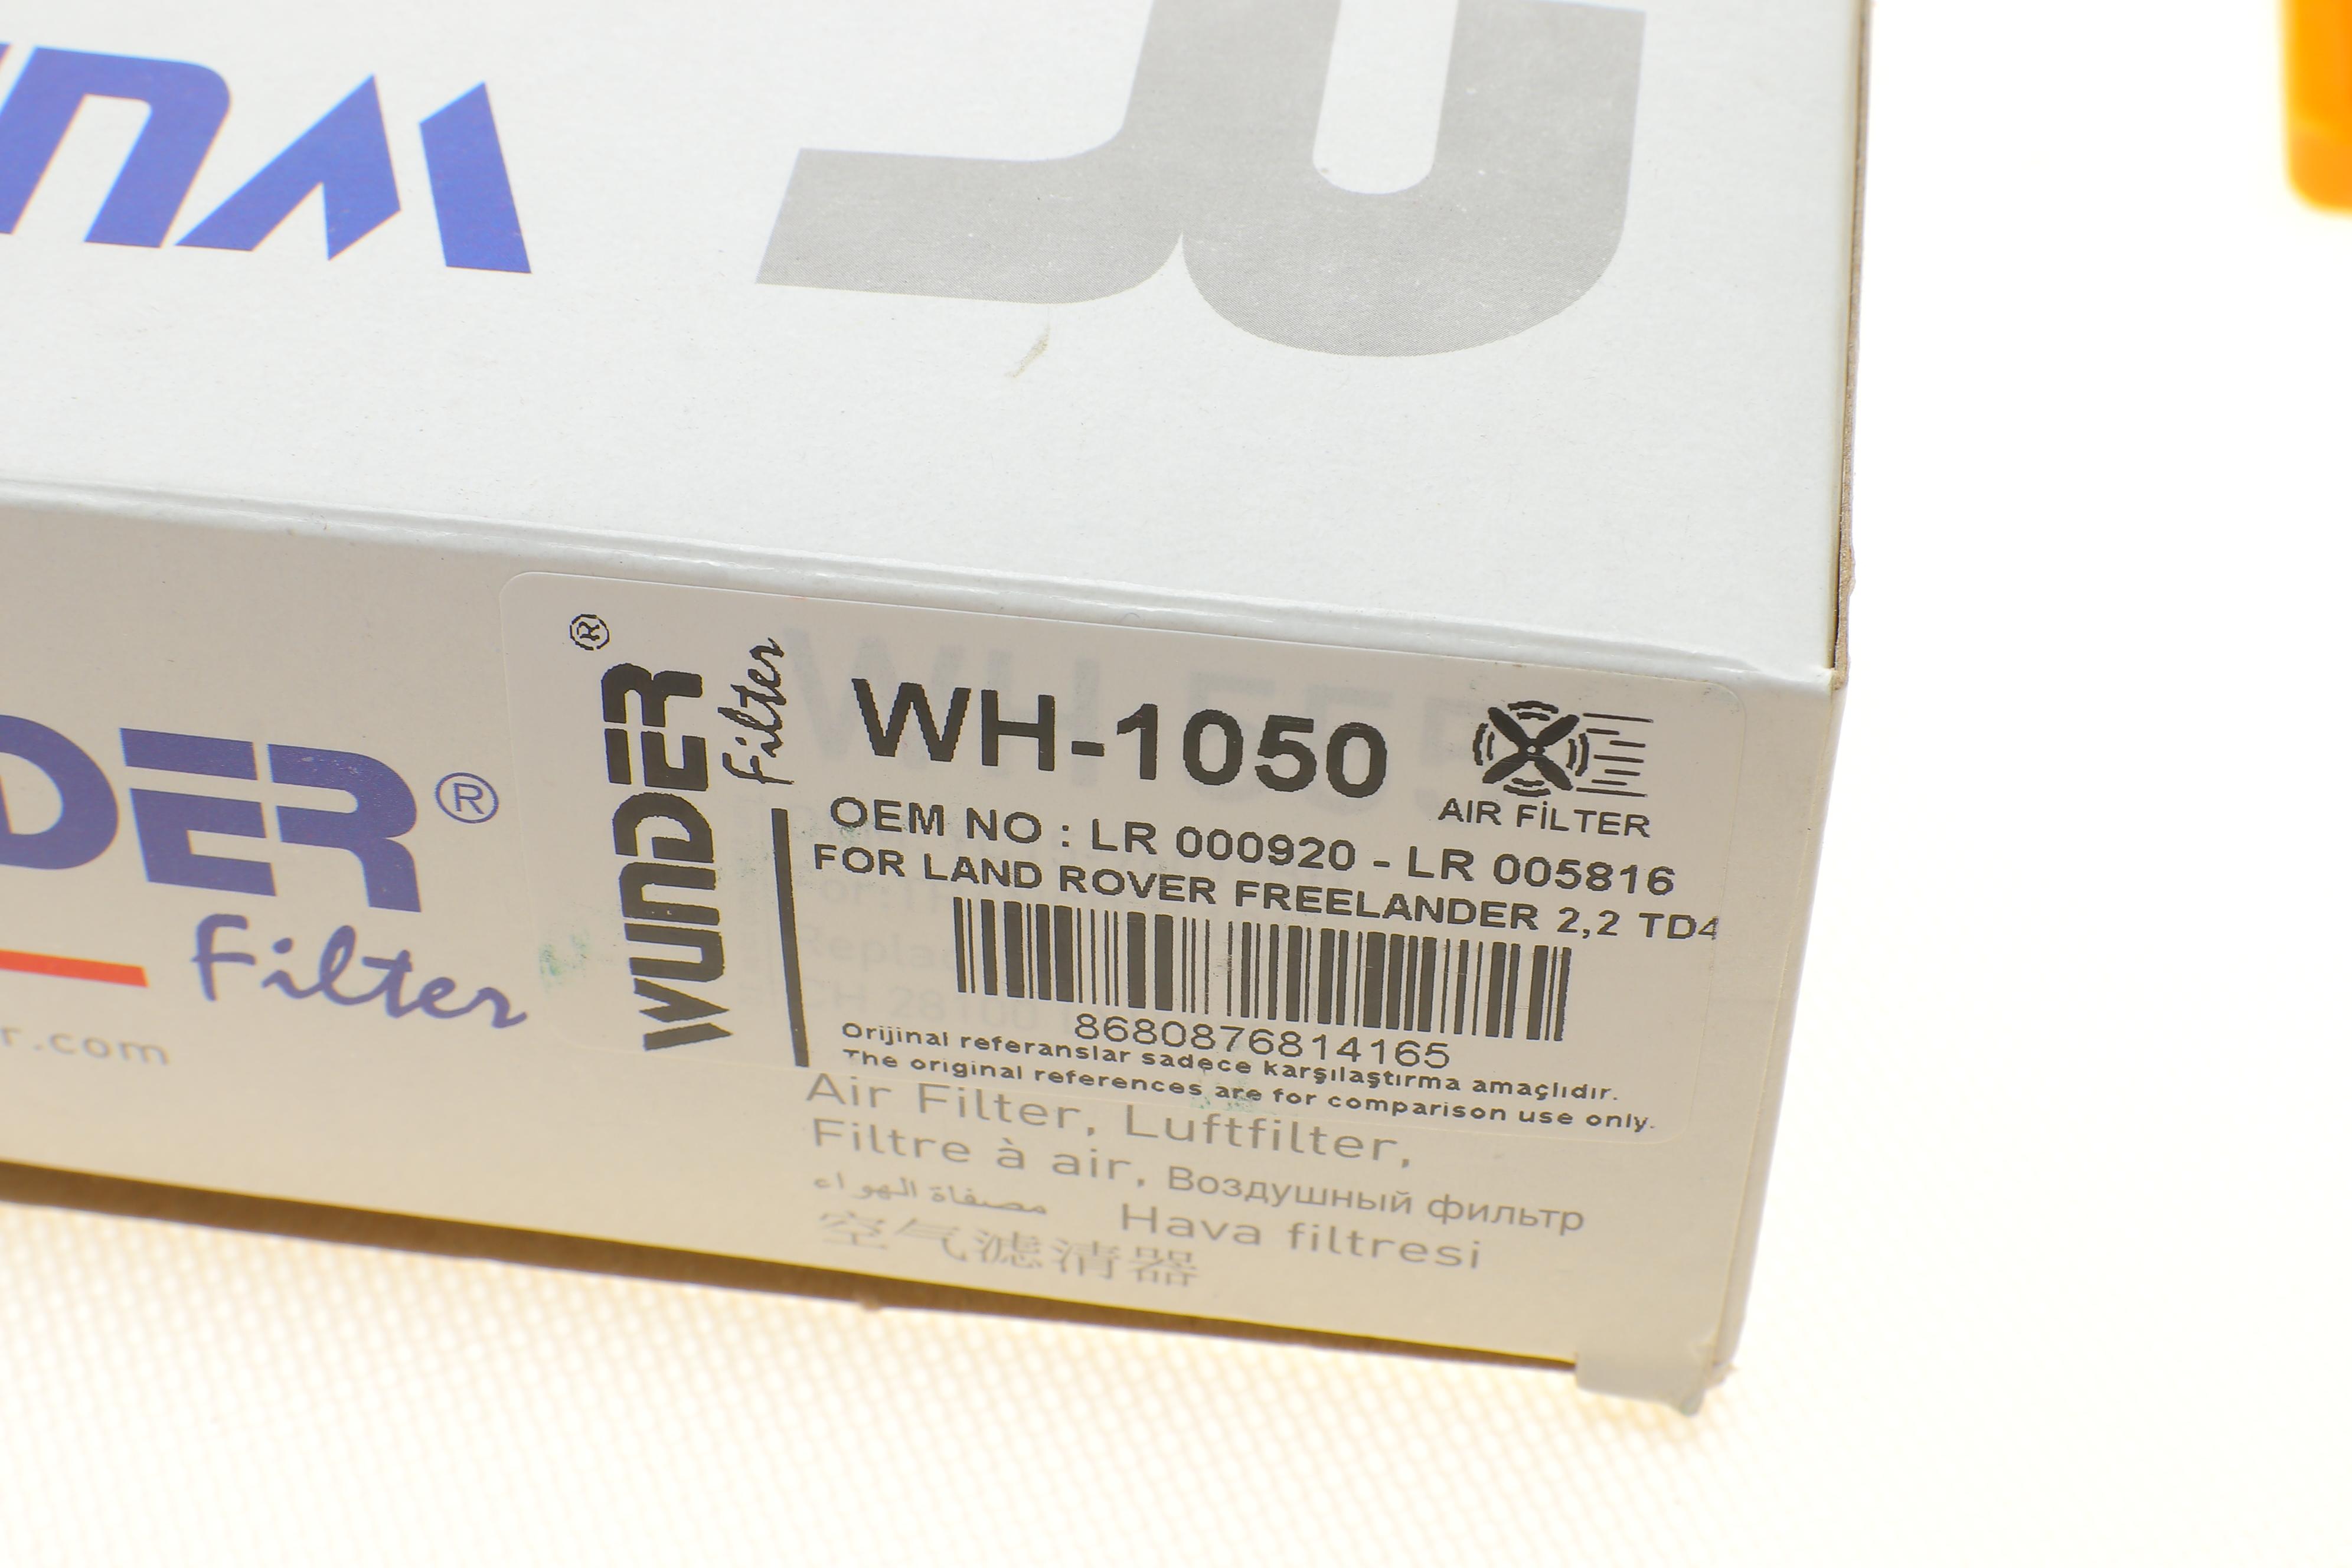 WUNDER®
Filter
WH-1050
AIR FİLTER
OEM NO : LR 000920 - LR 005816
FOR LAND ROVER FREELANDER 2,2 TD4
8680876814165
Orijinal referanslar sadece karşılaştırma amaçlıdır.
The original references are for comparison use only.
DER®
Filter
r.com
Air Filter, Luftfilter,
Filtre à air, Воздушный фильтр
مصفاة الهواء Hava filtresi
空气滤清器